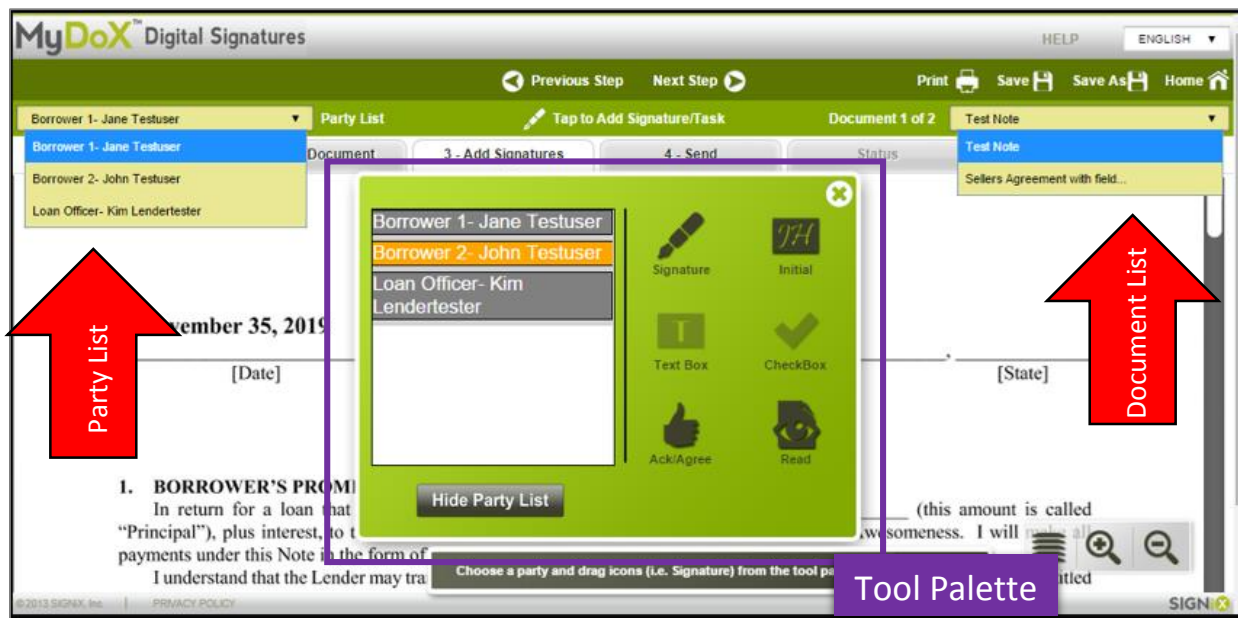 MyDoX™ Digital Signatures
HELP
ENGLISH
Previous Step
Next Step
Print
Save
Save As
Home
Borrower 1- Jane Testuser
Party List
Tap to Add Signature/Task
Document 1 of 2
Test Note
Borrower 1- Jane Testuser
Borrower 2- John Testuser
Loan Officer- Kim Lendertester
Document
3 - Add Signatures
4 - Send
Status
Test Note
Sellers Agreement with field...
Party List
Document List
Borrower 1- Jane Testuser
Borrower 2- John Testuser
Loan Officer- Kim
Lendertester
Signature
Initial
T
Text Box
CheckBox
Ack/Agree
Read
Hide Party List
vember 35, 2019
[Date]
,
[State]
1. BORROWER'S PROMI
In return for a loan that (this amount is called
“Principal”), plus interest, to t wesomeness. I will make all
payments under this Note in the form of
I understand that the Lender may tra
Choose a party and drag icons (i.e. Signature) from the tool pa
Tool Palette
©2013 SIGNiX, Inc.
PRIVACY POLICY
SIGNiX